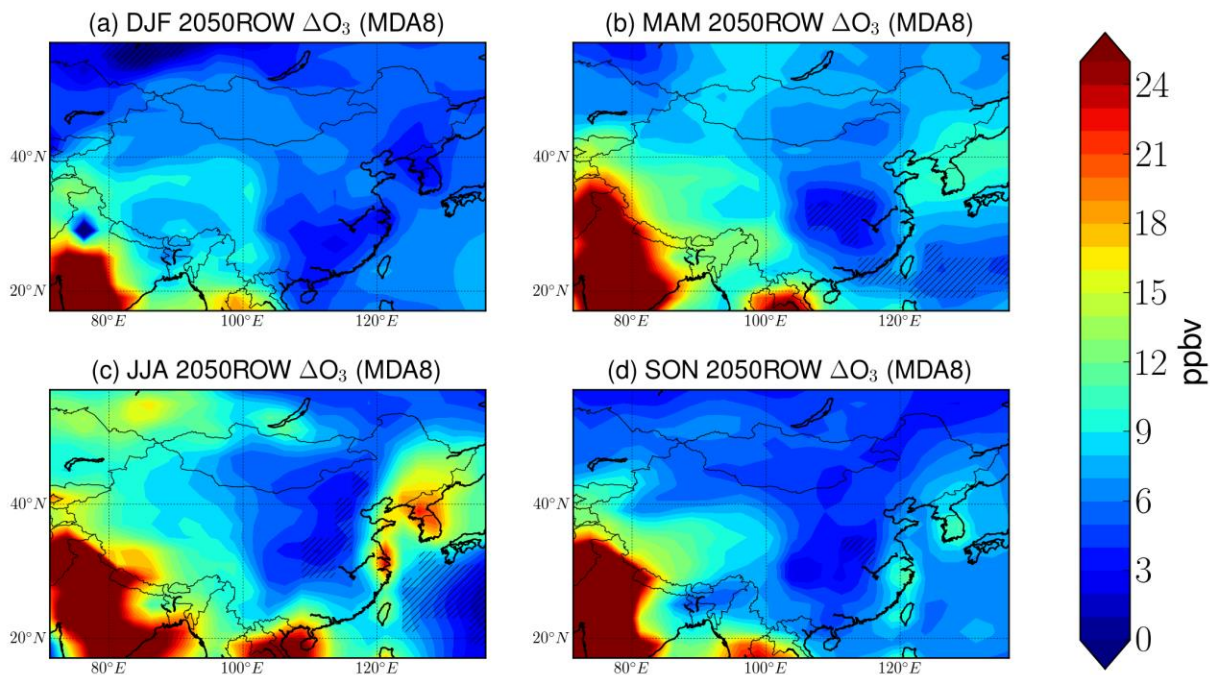 (a) DJF 2050ROW ΔO₃ (MDA8)
40°N
20°N
80°E 100°E 120°E
(b) MAM 2050ROW ΔO₃ (MDA8)
40°N
20°N
80°E 100°E 120°E
(c) JJA 2050ROW ΔO₃ (MDA8)
40°N
20°N
80°E 100°E 120°E
(d) SON 2050ROW ΔO₃ (MDA8)
40°N
20°N
80°E 100°E 120°E
24
21
18
15
12
9
6
3
0
ppbv